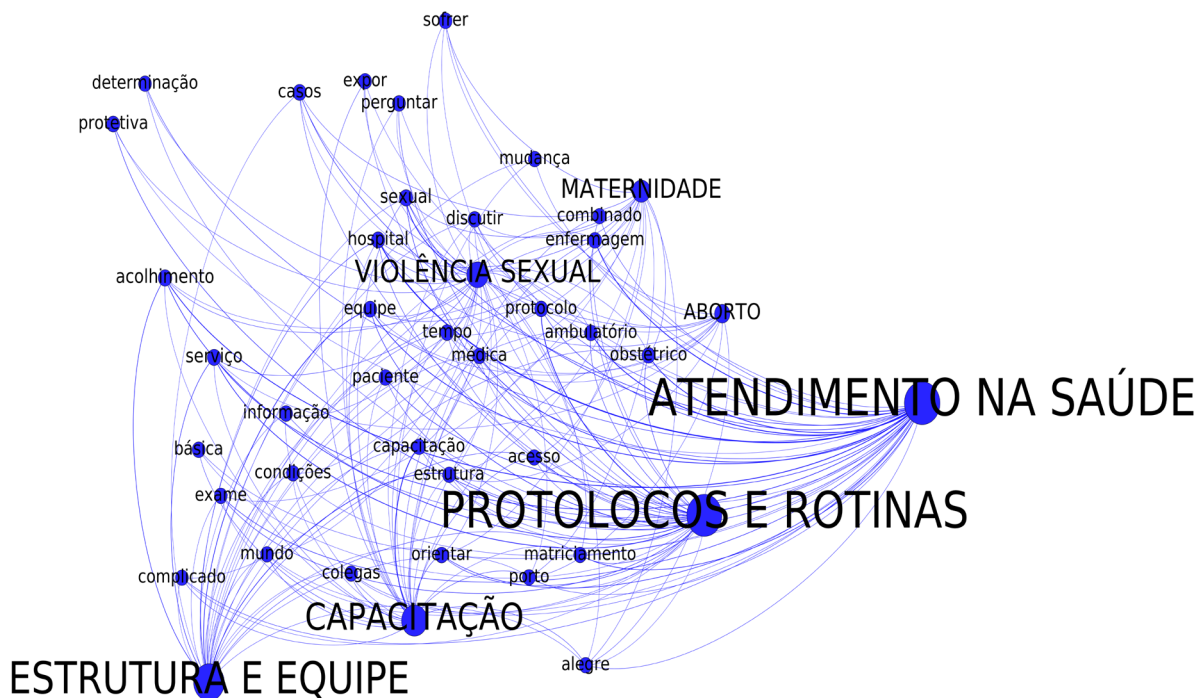 sofrer
determinação
casos
expor
perguntar
protetiva
mudança
MATERNIDADE
sexual
discutir
combinado
hospital
enfermagem
VIOLÊNCIA SEXUAL
acolhimento
equipe
protocolo
ABORTO
tempo
ambulatório
serviço
médica
obstétrico
paciente
ATENDIMENTO NA SAÚDE
informação
básica
capacitação
acesso
condições
estrutura
exame
PROTOLOCOS E ROTINAS
mundo
orientar
matriciamento
complicado
colegas
porto
CAPACITAÇÃO
alegre
ESTRUTURA E EQUIPE